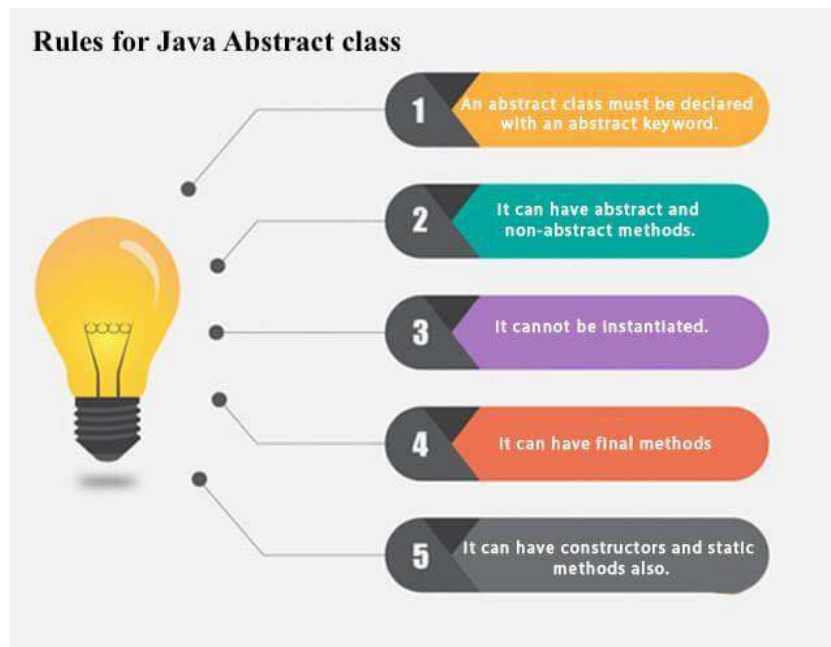 Rules for Java Abstract class
1
An abstract class must be declared
with an abstract keyword.
2
It can have abstract and
non-abstract methods.
3
It cannot be instantiated.
4
It can have final methods
5
It can have constructors and static
methods also.